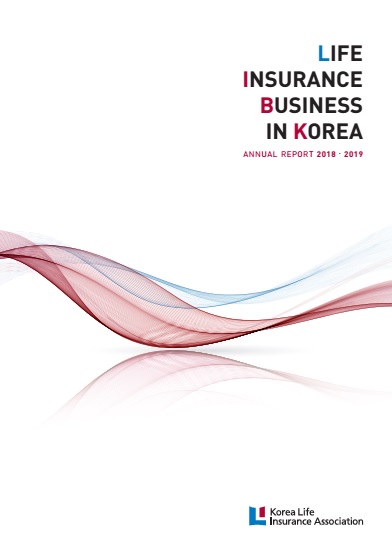 LIFE
INSURANCE
BUSINESS
IN KOREA
ANNUAL REPORT 2018 - 2019
Korea Life
Insurance Association